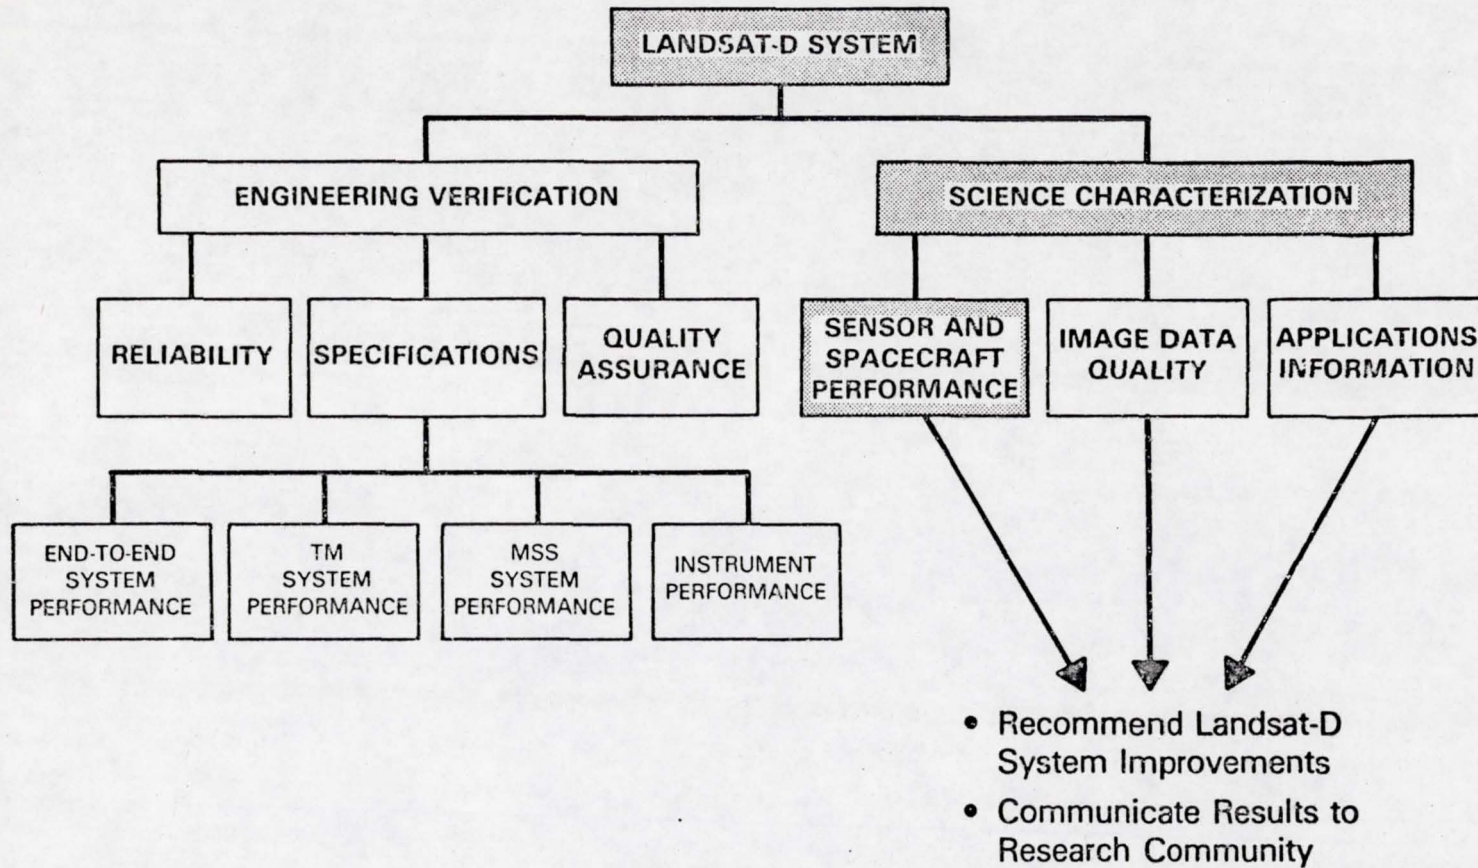 LANDSAT-D SYSTEM
ENGINEERING VERIFICATION
SCIENCE CHARACTERIZATION
RELIABILITY
SPECIFICATIONS
QUALITY
ASSURANCE
SENSOR AND
SPACECRAFT
PERFORMANCE
IMAGE DATA
QUALITY
APPLICATIONS
INFORMATION
END-TO-END
SYSTEM
PERFORMANCE
TM
SYSTEM
PERFORMANCE
MSS
SYSTEM
PERFORMANCE
INSTRUMENT
PERFORMANCE
• Recommend Landsat-D
System Improvements
• Communicate Results to
Research Community